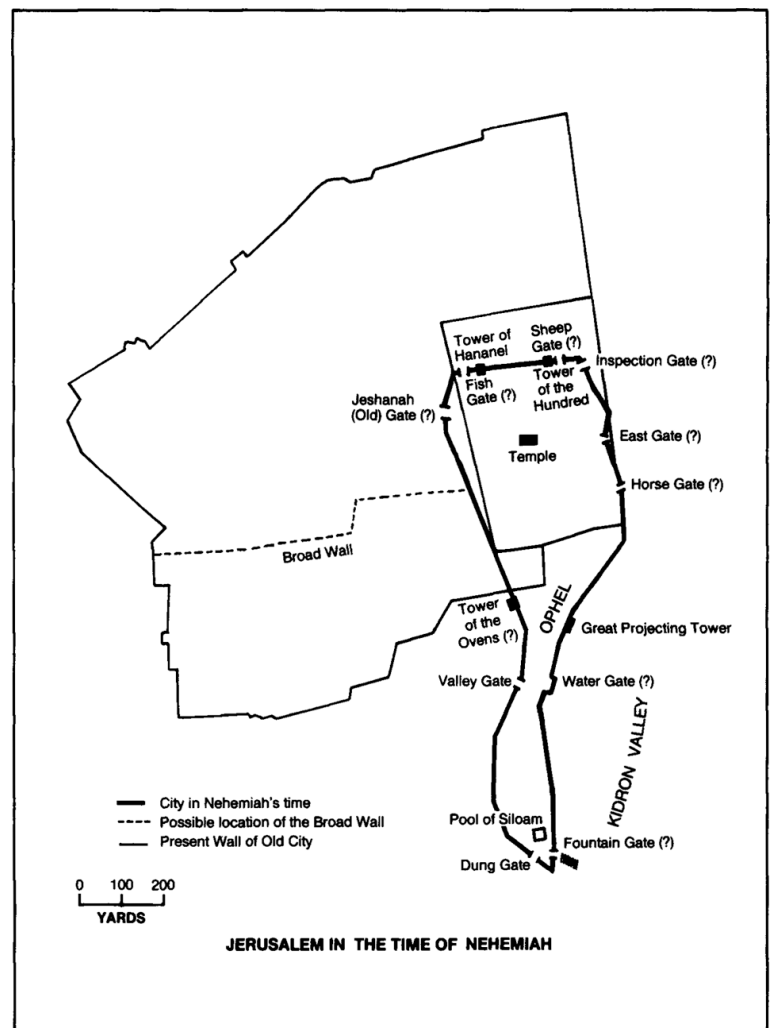 Tower of
Hananel
Sheep
Gate (?)
Inspection Gate (?)
Fish
Gate (?)
Tower
of the
Hundred
Jeshanah
(Old) Gate (?)
East Gate (?)
Temple
Horse Gate (?)
Broad Wall
OPHEL
Tower
of the
Ovens (?)
Great Projecting Tower
Valley Gate
Water Gate (?)
KIDRON VALLEY
City in Nehemiah's time
Possible location of the Broad Wall
Present Wall of Old City
Pool of Siloam
Fountain Gate (?)
Dung Gate
0 100 200
YARDS
JERUSALEM IN THE TIME OF NEHEMIAH